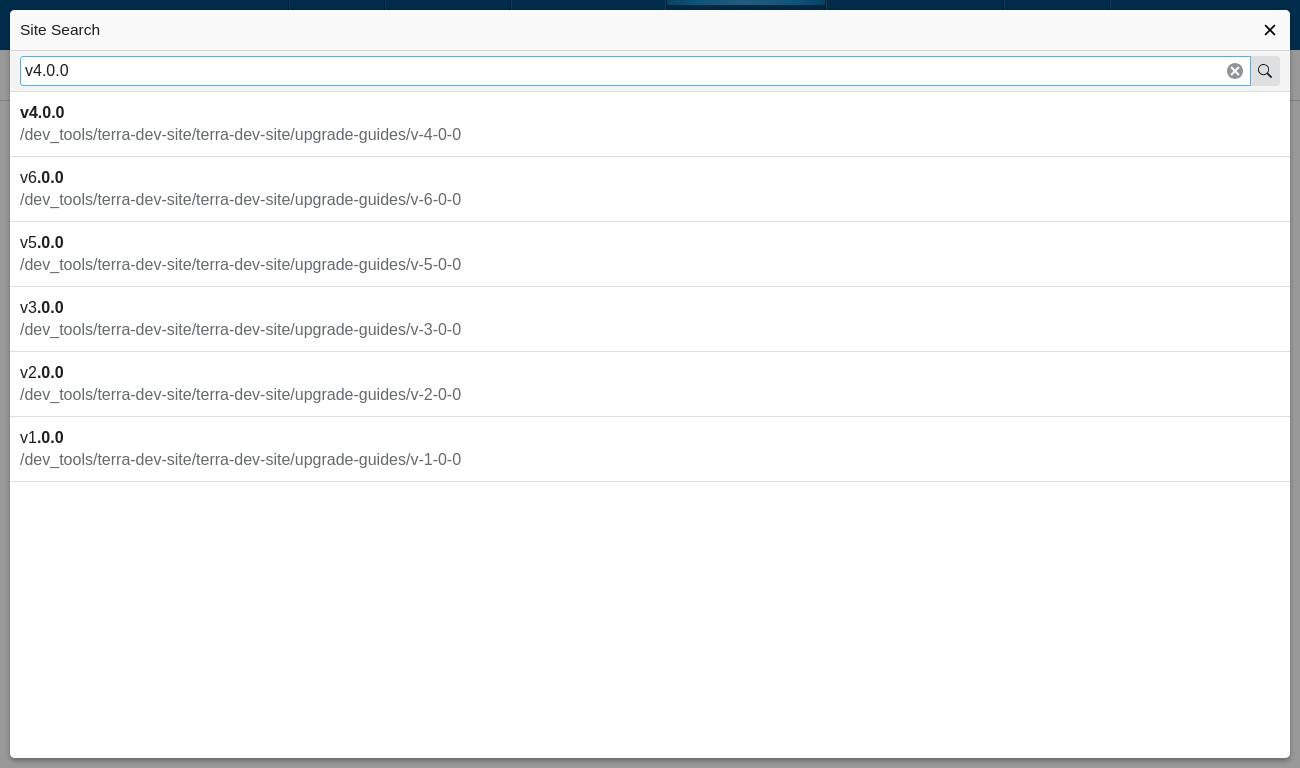 Site Search
v4.0.0
v4.0.0
/dev_tools/terra-dev-site/terra-dev-site/upgrade-guides/v-4-0-0
v6.0.0
/dev_tools/terra-dev-site/terra-dev-site/upgrade-guides/v-6-0-0
v5.0.0
/dev_tools/terra-dev-site/terra-dev-site/upgrade-guides/v-5-0-0
v3.0.0
/dev_tools/terra-dev-site/terra-dev-site/upgrade-guides/v-3-0-0
v2.0.0
/dev_tools/terra-dev-site/terra-dev-site/upgrade-guides/v-2-0-0
v1.0.0
/dev_tools/terra-dev-site/terra-dev-site/upgrade-guides/v-1-0-0